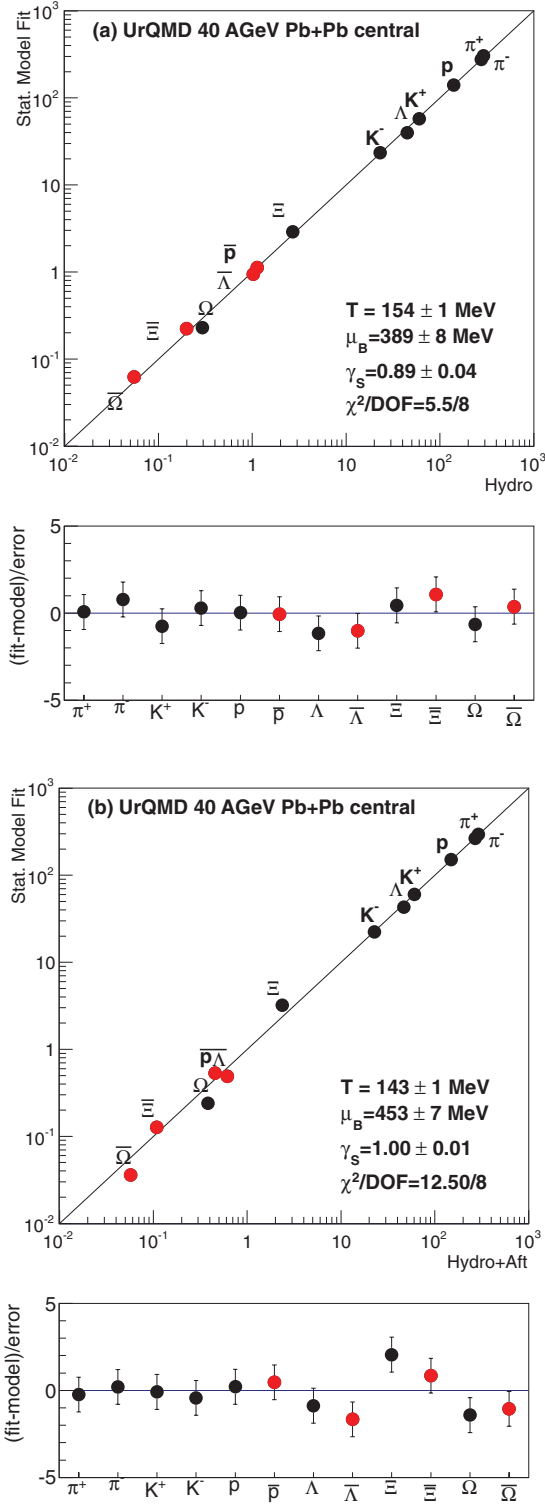 (a) UrQMD 40 AGeV Pb+Pb central
Stat. Model Fit
10³
10²
10
1
10⁻¹
10⁻²
π⁺
π⁻
p
K⁺
Λ
K⁻
Ξ
p̅
Λ̅
Ω
Ξ̅
Ω̅
T = 154 ± 1 MeV
μ_B=389 ± 8 MeV
γ_S=0.89 ± 0.04
χ²/DOF=5.5/8
10⁻² 10⁻¹ 1 10 10² 10³
Hydro
(fit-model)/error
5
0
-5
π⁺ π⁻ K⁺ K⁻ p p̅ Λ Λ̅ Ξ Ξ̅ Ω Ω̅
(b) UrQMD 40 AGeV Pb+Pb central
Stat. Model Fit
10³
10²
10
1
10⁻¹
10⁻²
π⁺
π⁻
p
K⁺
Λ
K⁻
Ξ
p̅ Λ̅
Ω
Ξ̅
Ω̅
T = 143 ± 1 MeV
μ_B=453 ± 7 MeV
γ_S=1.00 ± 0.01
χ²/DOF=12.50/8
10⁻² 10⁻¹ 1 10 10² 10³
Hydro+Aft
(fit-model)/error
5
0
-5
π⁺ π⁻ K⁺ K⁻ p p̅ Λ Λ̅ Ξ Ξ̅ Ω Ω̅